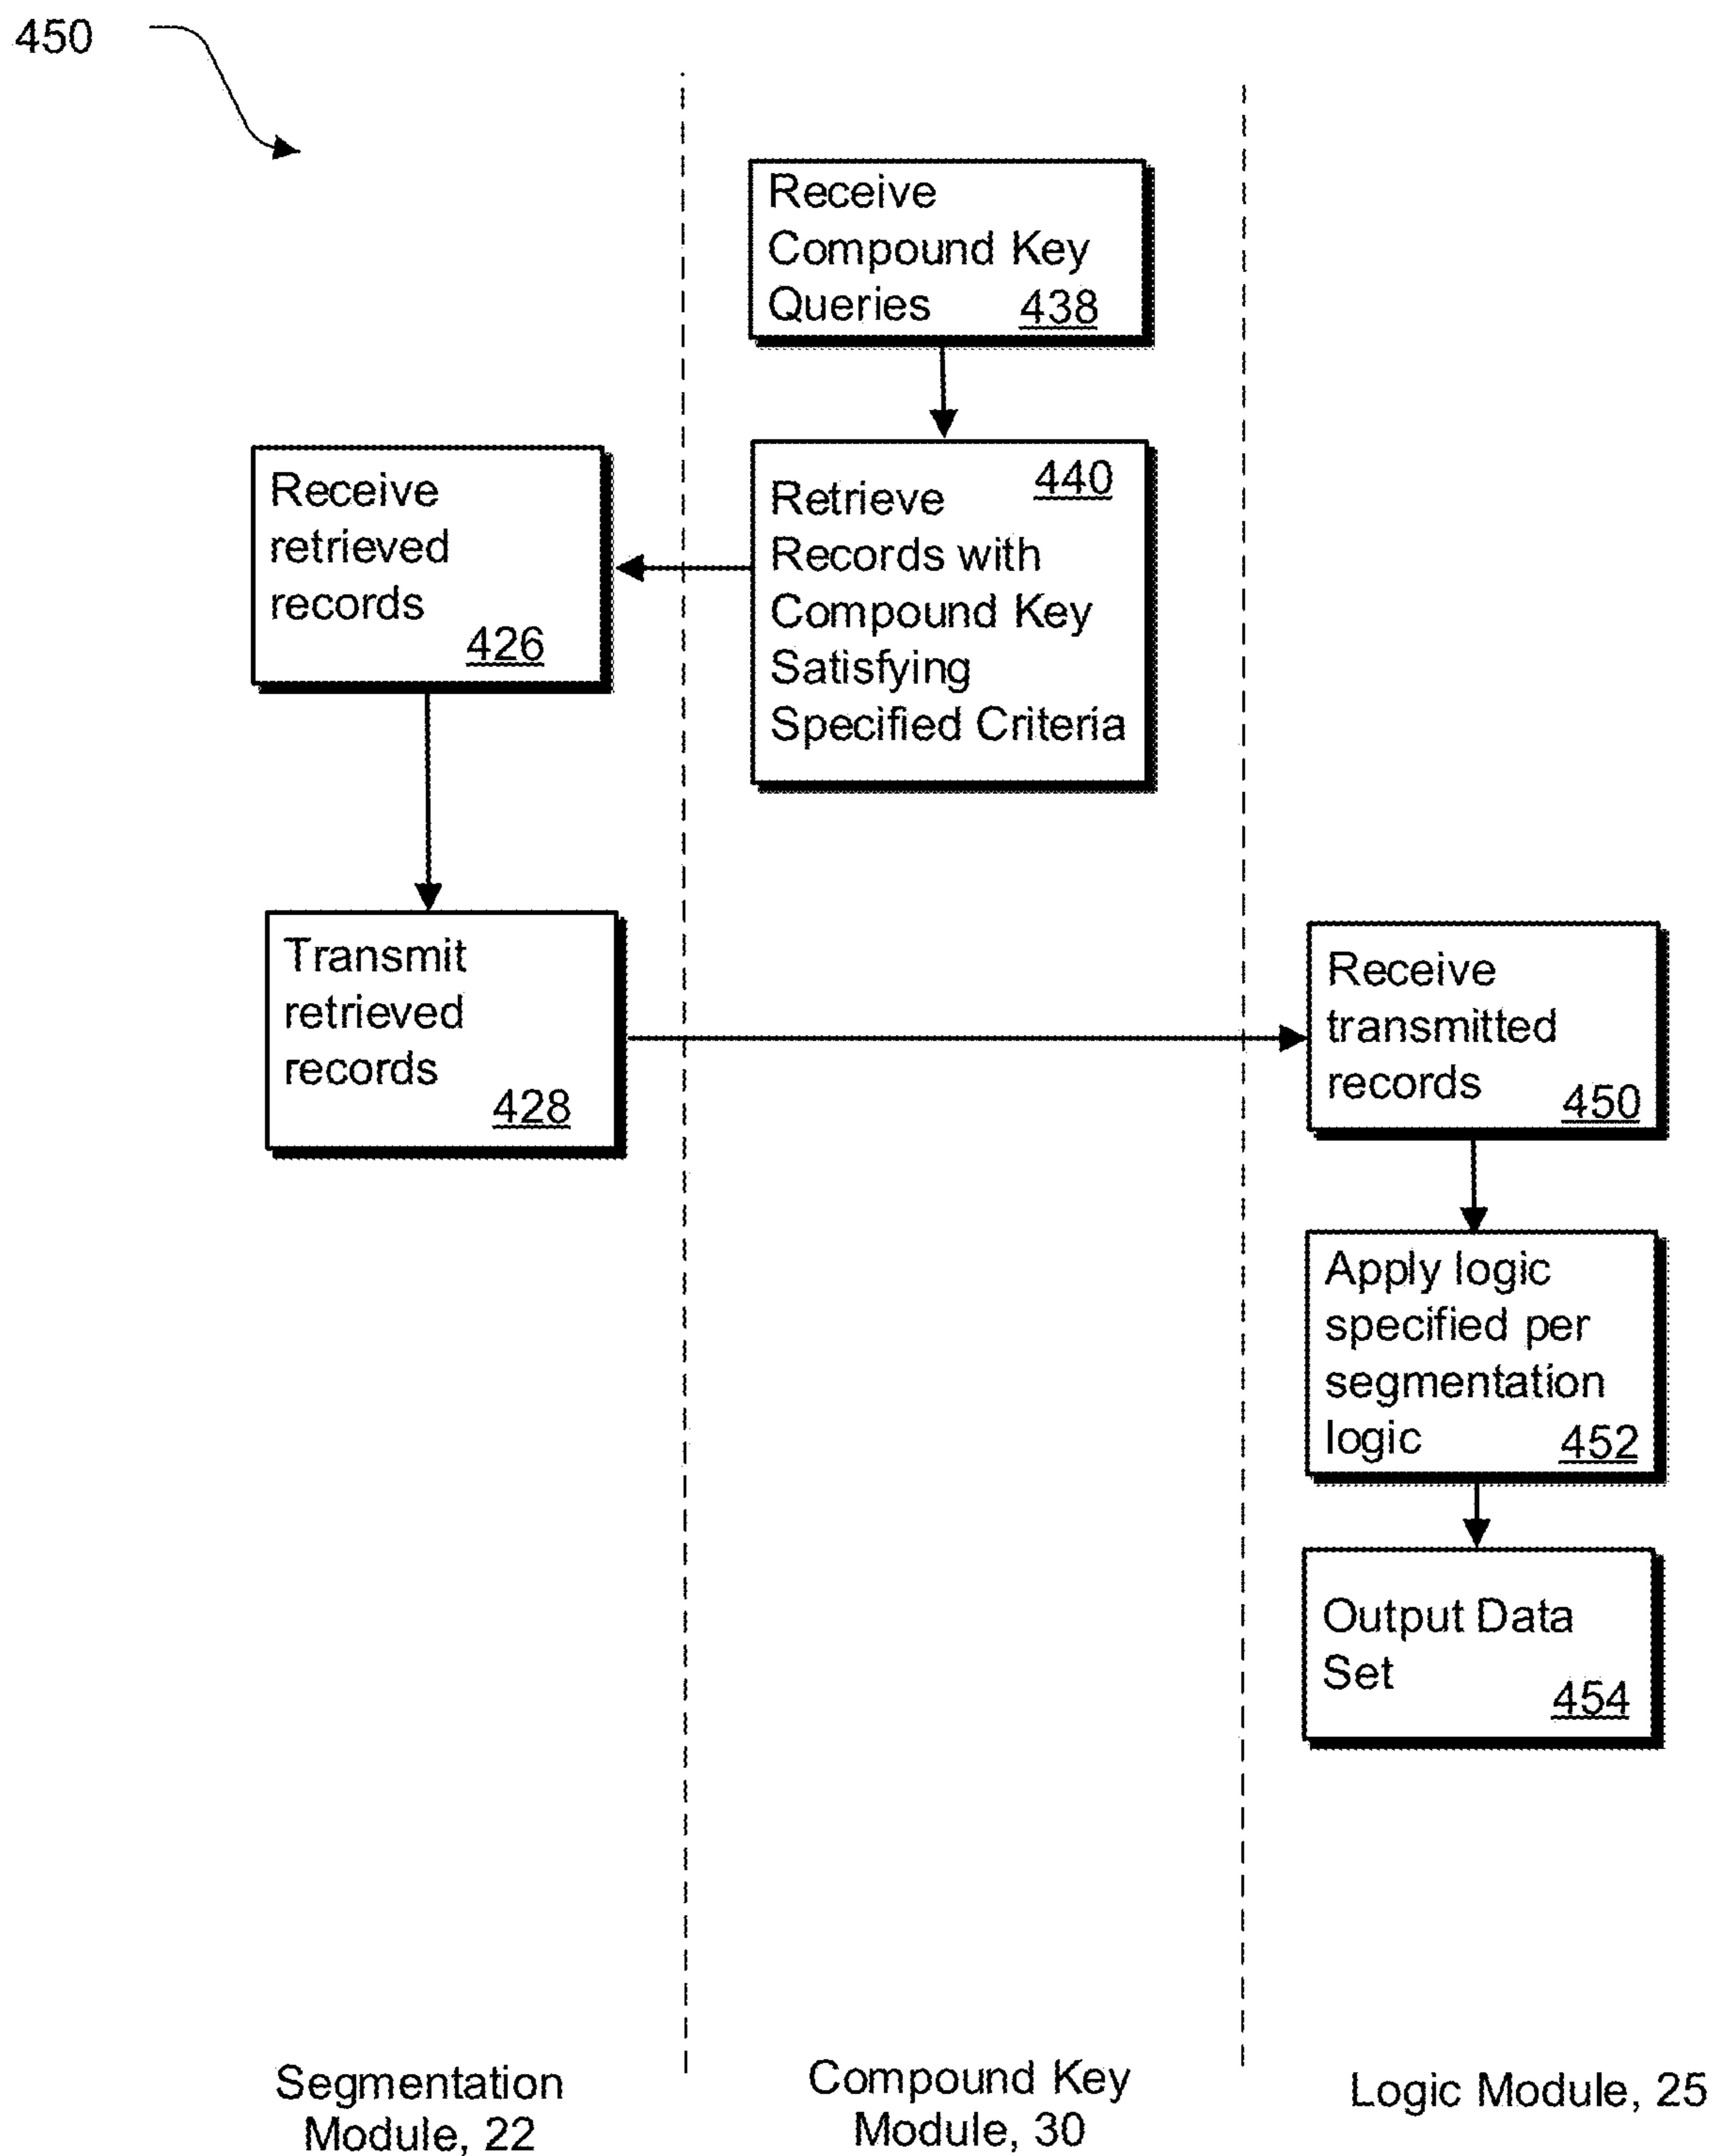 450
Receive
Compound Key
Queries 438
440
Retrieve
Records with
Compound Key
Satisfying
Specified Criteria
Receive
retrieved
records
426
Transmit
retrieved
records
428
Receive
transmitted
records 450
Apply logic
specified per
segmentation
logic 452
Output Data
Set
454
Segmentation
Module, 22
Compound Key
Module, 30
Logic Module, 25